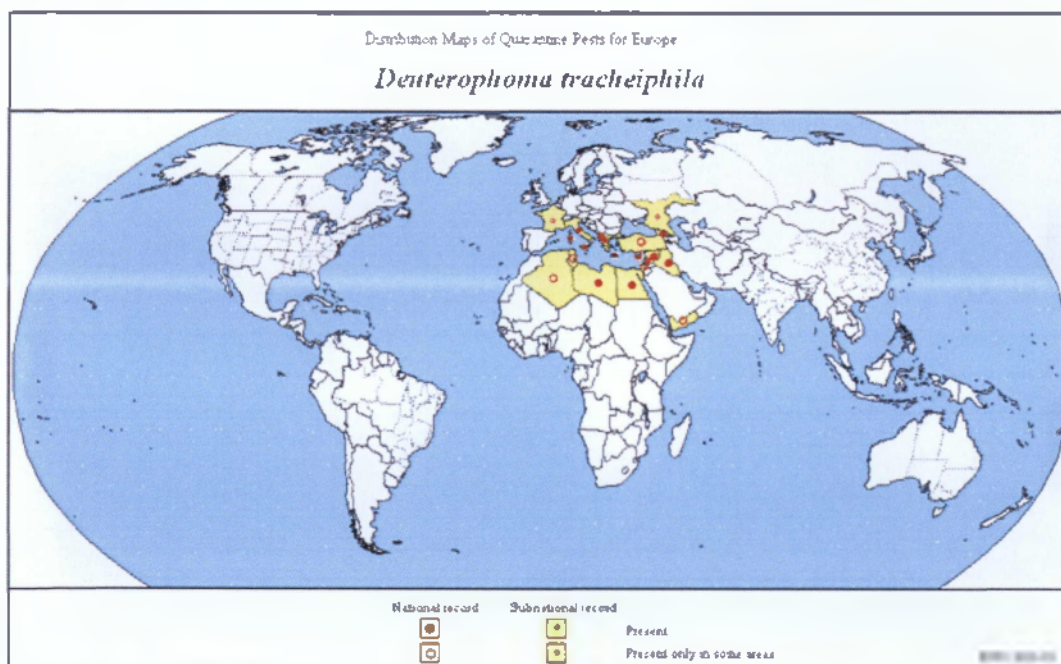 Distribution Maps of Quarantine Pests for Europe
Deuterophoma tracheiphila
National record Subnational record
Present
Present only in some areas